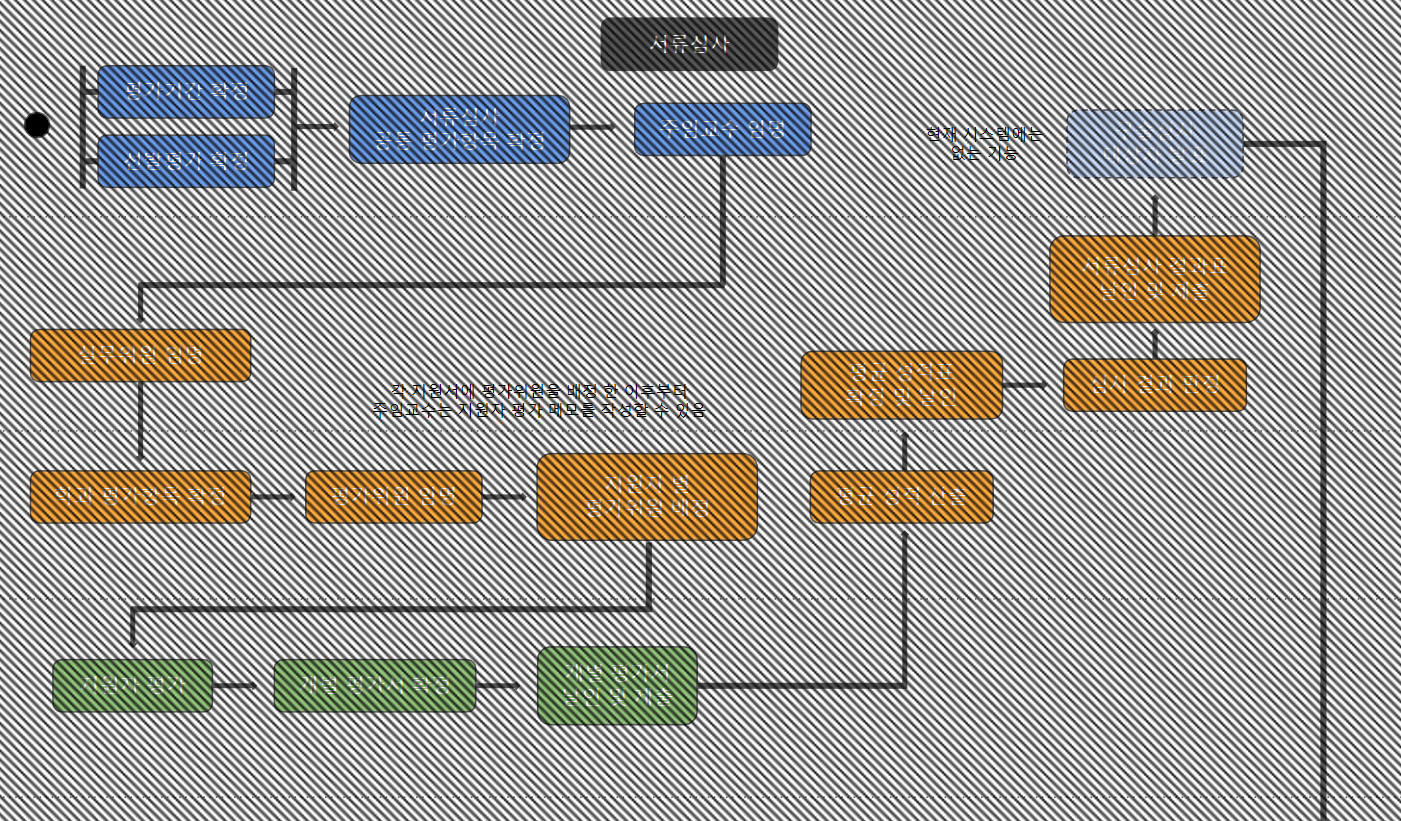 서류심사
평가기간 확정
선발평가 확정
서류심사
공통 평가항목 확정
주임교수 임명
현재 시스템에는
없는 기능
서류심사 결과표
날인 및 제출
실무위원 임명
각 지원서에 평가위원을 배정 한 이후부터
주임교수는 지원자 평가 메모를 작성할 수 있음
평균 성적표
확정 및 날인
심사 결과 판정
학과 평가항목 확정
평가위원 임명
지원자 별
평가위원 배정
평균 성적 산출
지원자 평가
개별 평가서 확정
개별 평가서
날인 및 제출